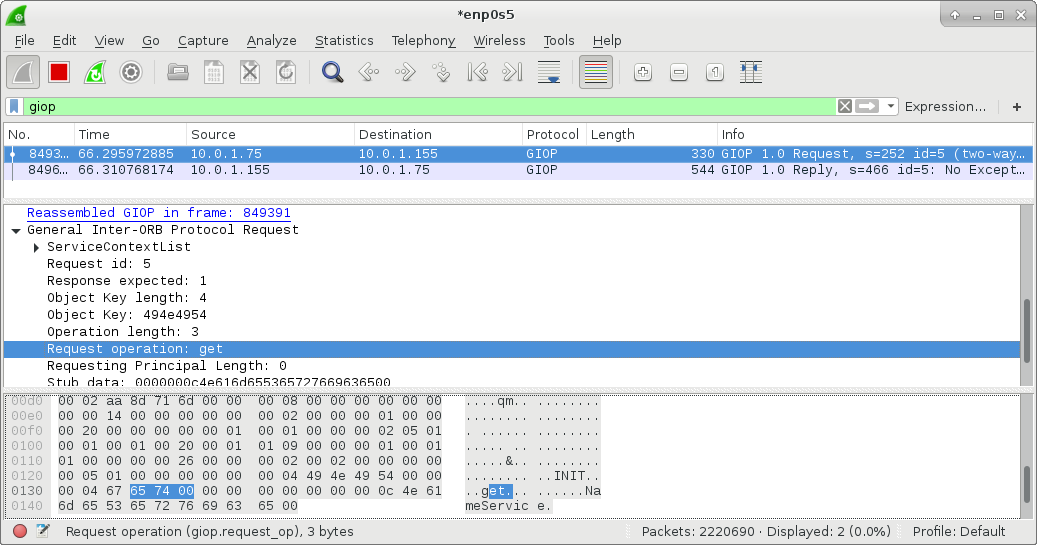 *enp0s5
File Edit View Go Capture Analyze Statistics Telephony Wireless Tools Help
giop Expression... +
No. Time Source Destination Protocol Length Info
8493... 66.295972885 10.0.1.75 10.0.1.155 GIOP 330 GIOP 1.0 Request, s=252 id=5 (two-way...
8496... 66.310768174 10.0.1.155 10.0.1.75 GIOP 544 GIOP 1.0 Reply, s=466 id=5: No Except...
Reassembled GIOP in frame: 849391
General Inter-ORB Protocol Request
ServiceContextList
Request id: 5
Response expected: 1
Object Key length: 4
Object Key: 494e4954
Operation length: 3
Request operation: get
Requesting Principal Length: 0
Stub data: 0000000c4e616d655365727669636500
00d0 00 02 aa 8d 71 6d 00 00 00 08 00 00 00 00 00 00 ....qm.. ........
00e0 00 00 14 00 00 00 00 00 00 02 00 00 00 01 00 00 ........ ........
00f0 00 20 00 00 00 00 00 01 00 01 00 00 00 02 05 01 . ...... ........
0100 00 01 00 01 00 20 00 01 01 09 00 00 00 01 00 01 ..... .. ........
0110 01 00 00 00 00 26 00 00 00 02 00 02 00 00 00 00 .....&.. ........
0120 00 05 01 00 00 00 00 00 00 04 49 4e 49 54 00 00 ........ ..INIT..
0130 00 04 67 65 74 00 00 00 00 00 00 00 00 0c 4e 61 ..get... ......Na
0140 6d 65 53 65 72 76 69 63 65 00 meServic e.
Request operation (giop.request_op), 3 bytes Packets: 2220690 · Displayed: 2 (0.0%) Profile: Default